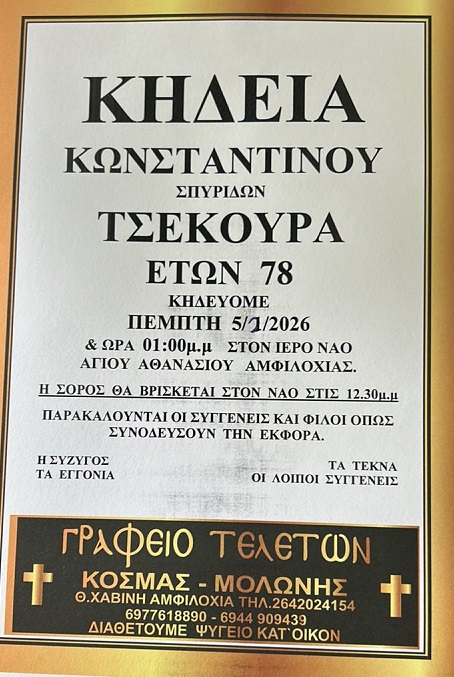 ΚΗΔΕΙΑ
ΚΩΝΣΤΑΝΤΙΝΟΥ
ΣΠΥΡΙΔΩΝ
ΤΣΕΚΟΥΡΑ
ΕΤΩΝ 78
ΚΗΔΕΥΟΜΕ
ΠΕΜΠΤΗ 5/2/2026
& ΩΡΑ 01:00μ.μ ΣΤΟΝ ΙΕΡΟ ΝΑΟ
ΑΓΙΟΥ ΑΘΑΝΑΣΙΟΥ ΑΜΦΙΛΟΧΙΑΣ.
Η ΣΟΡΟΣ ΘΑ ΒΡΙΣΚΕΤΑΙ ΣΤΟΝ ΝΑΟ ΣΤΙΣ 12.30μ.μ
ΠΑΡΑΚΑΛΟΥΝΤΑΙ ΟΙ ΣΥΓΓΕΝΕΙΣ ΚΑΙ ΦΙΛΟΙ ΟΠΩΣ
ΣΥΝΟΔΕΥΣΟΥΝ ΤΗΝ ΕΚΦΟΡΑ.
Η ΣΥΖΥΓΟΣ
ΤΑ ΕΓΓΟΝΙΑ
ΤΑ ΤΕΚΝΑ
ΟΙ ΛΟΙΠΟΙ ΣΥΓΓΕΝΕΙΣ
ΓΡΑΦΕΙΟ ΤΕΛΕΤΩΝ
ΚΟΣΜΑΣ - ΜΟΛΩΝΗΣ
Θ.ΧΑΒΙΝΗ ΑΜΦΙΛΟΧΙΑ ΤΗΛ.2642024154
6977618890 - 6944 909439
ΔΙΑΘΕΤΟΥΜΕ ΨΥΓΕΙΟ ΚΑΤ΄ΟΙΚΟΝ